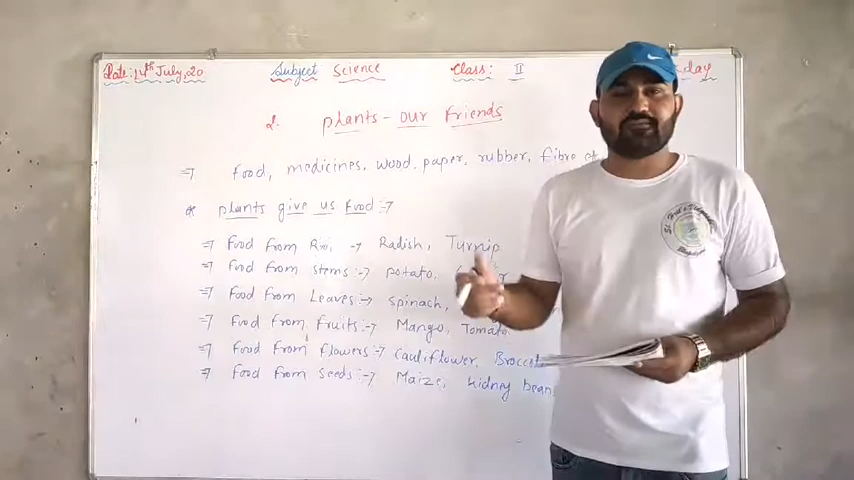 Date: 14th July, 20 Subject Science Class: II day
2. plants - our friends
Food, medicines, wood. paper, rubber, fibre et
* plants give us Food :-
Food From -> Radish, Turnip
Food From Stems :-> potato,
Food From Leaves :-> spinach,
Food From Fruits :-> Mango, Tomato
Food From flowers :-> Cauliflower, Brocco
Food From Seeds :-> Maize, kidney bean